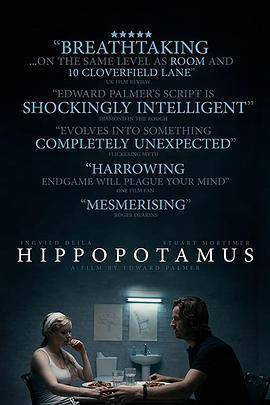 ★★★★★
“BREATHTAKING
...ON THE SAME LEVEL AS ROOM AND
10 CLOVERFIELD LANE”
UK FILM REVIEW
“EDWARD PALMER'S SCRIPT IS
SHOCKINGLY INTELLIGENT”
DIAMOND IN THE ROUGH
“EVOLVES INTO SOMETHING
COMPLETELY UNEXPECTED”
FLICKERING MYTH
“HARROWING
ENDGAME WILL PLAGUE YOUR MIND”
ONE FILM FAN
“MESMERISING”
ROGER DEAKINS
INGVILD DEILA STUART MORTIMER
HIPPOPOTAMUS
A FILM BY EDWARD PALMER